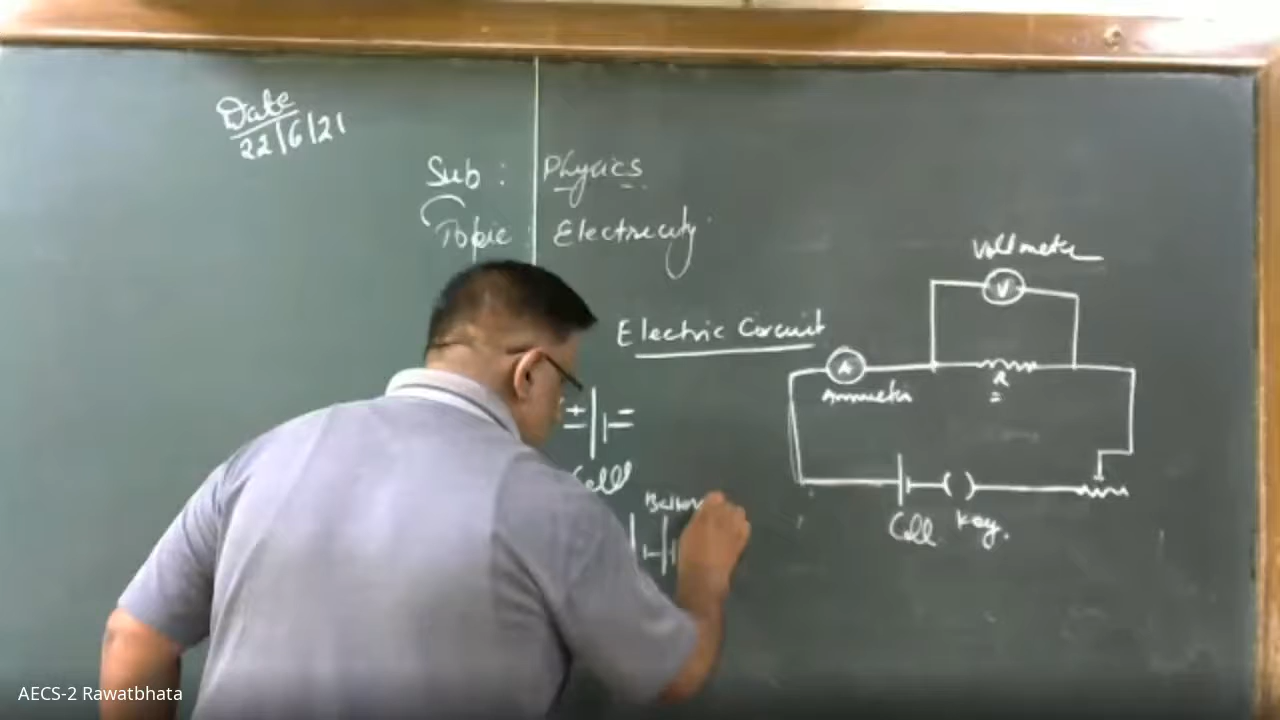 Date
22/6/21
Sub : Physics
Topic : Electricity
Voltmeter
V
Electric Circuit
A
R
Ammeter
+ -
Cell
Cell Key.
AECS-2 Rawatbhata